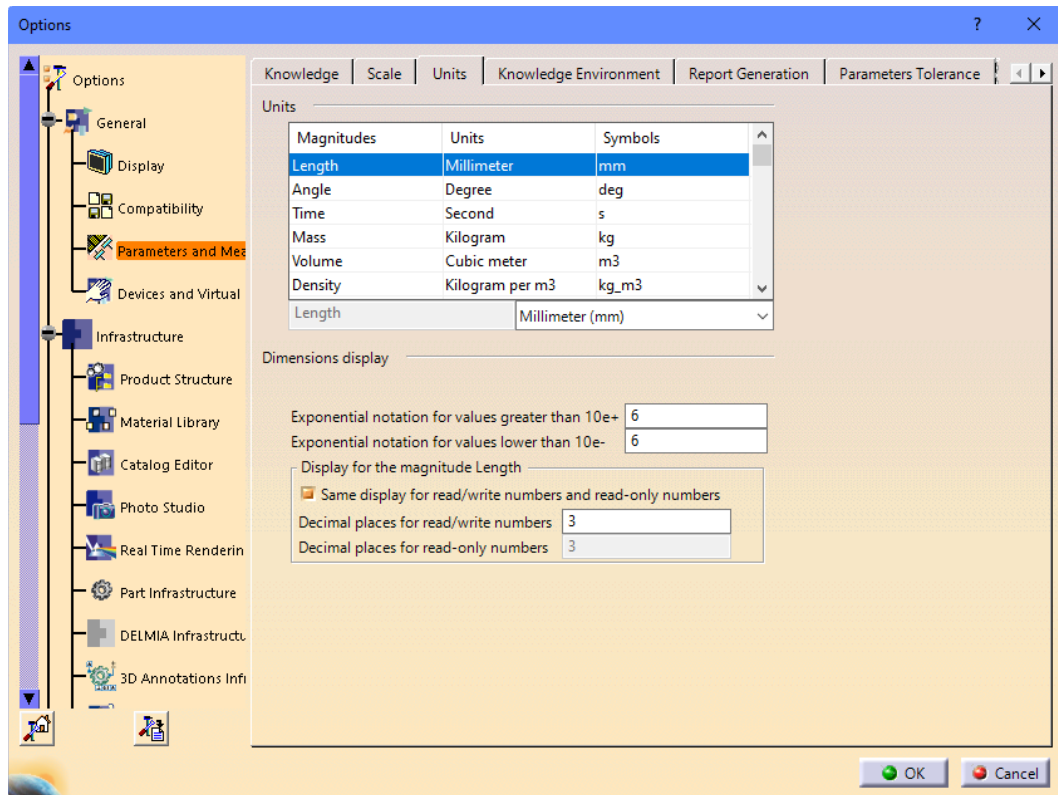 Options
Options
General
Display
Compatibility
Parameters and Mea
Devices and Virtual
Infrastructure
Product Structure
Material Library
Catalog Editor
Photo Studio
Real Time Renderin
Part Infrastructure
DELMIA Infrastructu
3D Annotations Infr
Knowledge Scale Units Knowledge Environment Report Generation Parameters Tolerance
Units
Magnitudes Units Symbols
Length Millimeter mm
Angle Degree deg
Time Second s
Mass Kilogram kg
Volume Cubic meter m3
Density Kilogram per m3 kg_m3
Length Millimeter (mm)
Dimensions display
Exponential notation for values greater than 10e+ 6
Exponential notation for values lower than 10e- 6
Display for the magnitude Length
Same display for read/write numbers and read-only numbers
Decimal places for read/write numbers 3
Decimal places for read-only numbers 3
OK Cancel